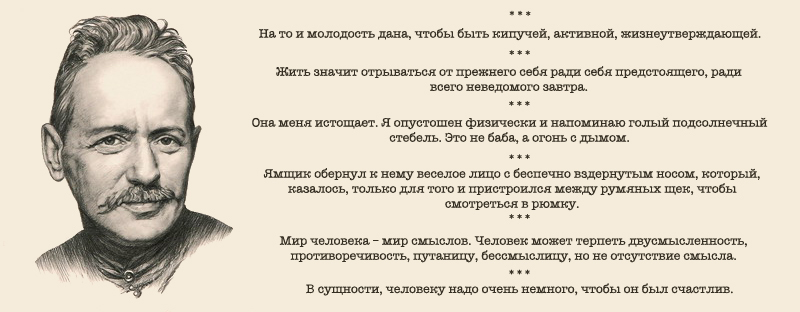 ***
На то и молодость дана, чтобы быть кипучей, активной, жизнеутверждающей.
***
Жить значит отрываться от прежнего себя ради себя предстоящего, ради
всего неведомого завтра.
***
Она меня истощает. Я опустошен физически и напоминаю голый подсолнечный
стебель. Это не баба, а огонь с дымом.
***
Ямщик обернул к нему веселое лицо с беспечно вздернутым носом, который,
казалось, только для того и пристроился между румяных щек, чтобы
смотреться в рюмку.
***
Мир человека – мир смыслов. Человек может терпеть двусмысленность,
противоречивость, путаницу, бессмыслицу, но не отсутствие смысла.
***
В сущности, человеку надо очень немного, чтобы он был счастлив.